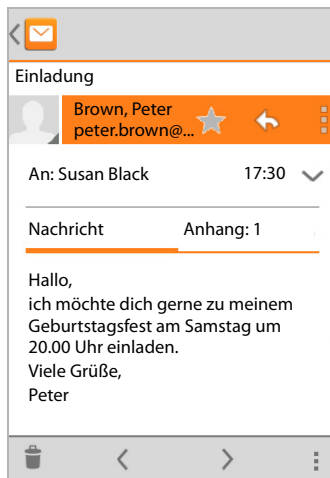 Einladung
Brown, Peter
peter.brown@...
An: Susan Black 17:30
Nachricht Anhang: 1
Hallo,
ich möchte dich gerne zu meinem
Geburtstagsfest am Samstag um
20.00 Uhr einladen.
Viele Grüße,
Peter